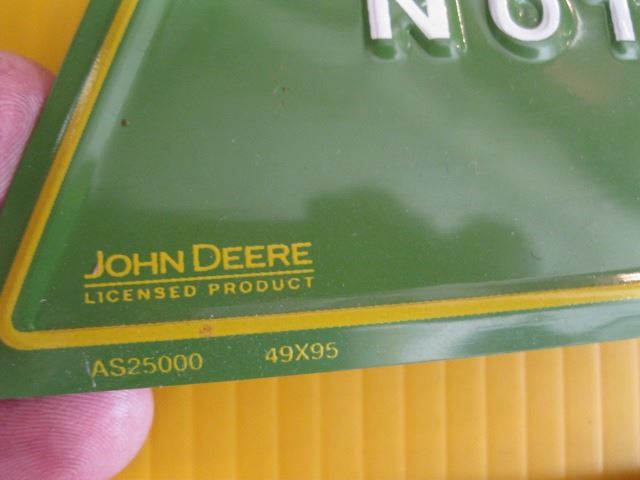 JOHN DEERE
LICENSED PRODUCT
AS25000 49X95